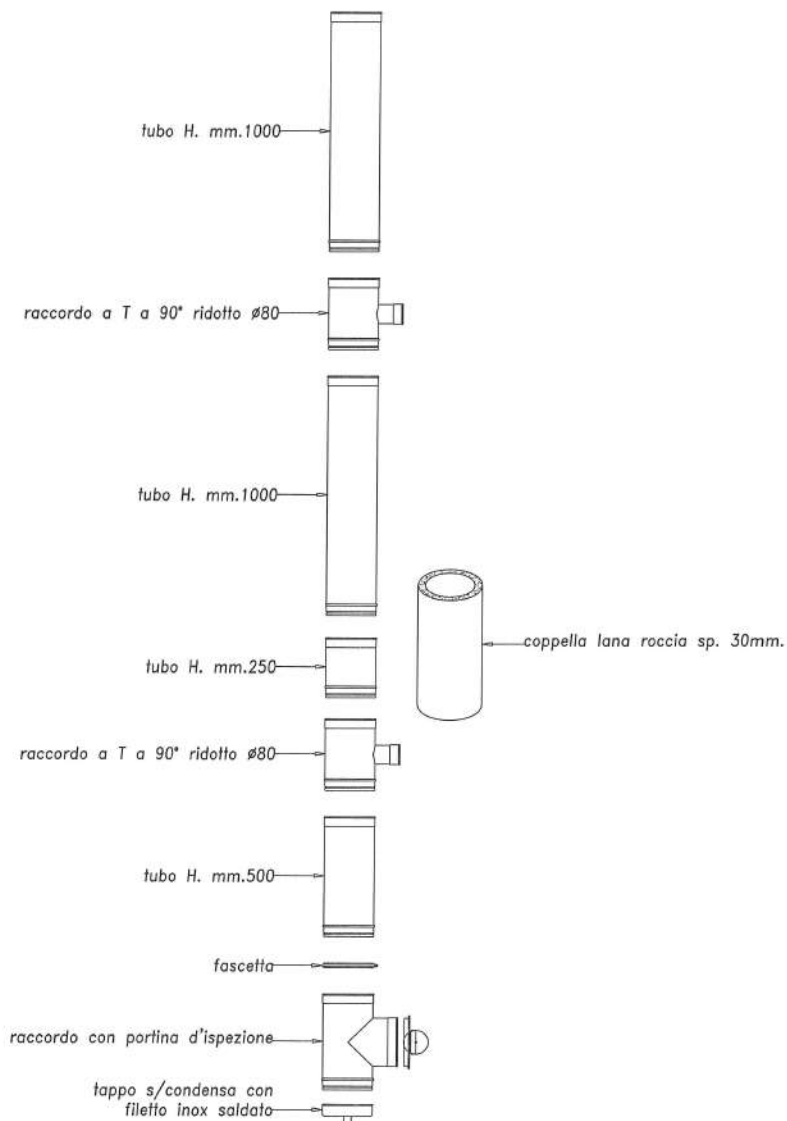 tubo H. mm.1000
raccordo a T a 90° ridotto ø80
tubo H. mm.1000
coppella lana roccia sp. 30mm.
tubo H. mm.250
raccordo a T a 90° ridotto ø80
tubo H. mm.500
fascetta
raccordo con portina d'ispezione
tappo s/condensa con
filetto inox saldato